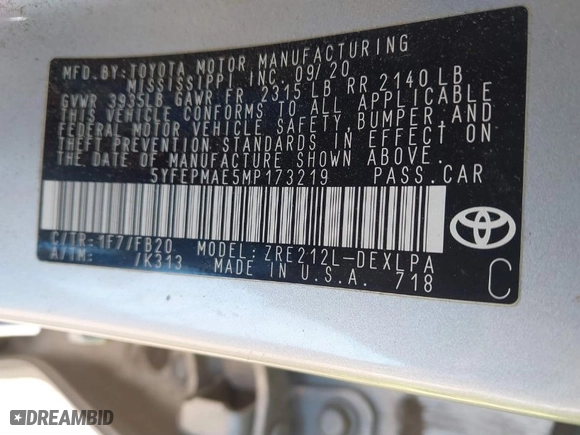 MFD. BY: TOYOTA MOTOR MANUFACTURING
MISSISSIPPI INC. 09/20
GVWR 3935LB GAWR FR 2315 LB RR 2140 LB
THIS VEHICLE CONFORMS TO ALL APPLICABLE
FEDERAL MOTOR VEHICLE SAFETY, BUMPER, AND
THEFT PREVENTION STANDARDS IN EFFECT ON
THE DATE OF MANUFACTURE SHOWN ABOVE.
5YFEPMAE5MP173219 PASS.CAR
C/TR: 1F7/FB20 MODEL: ZRE212L-DEXLPA
A/TM: /K313 MADE IN U.S.A. 718
C
DREAMBID